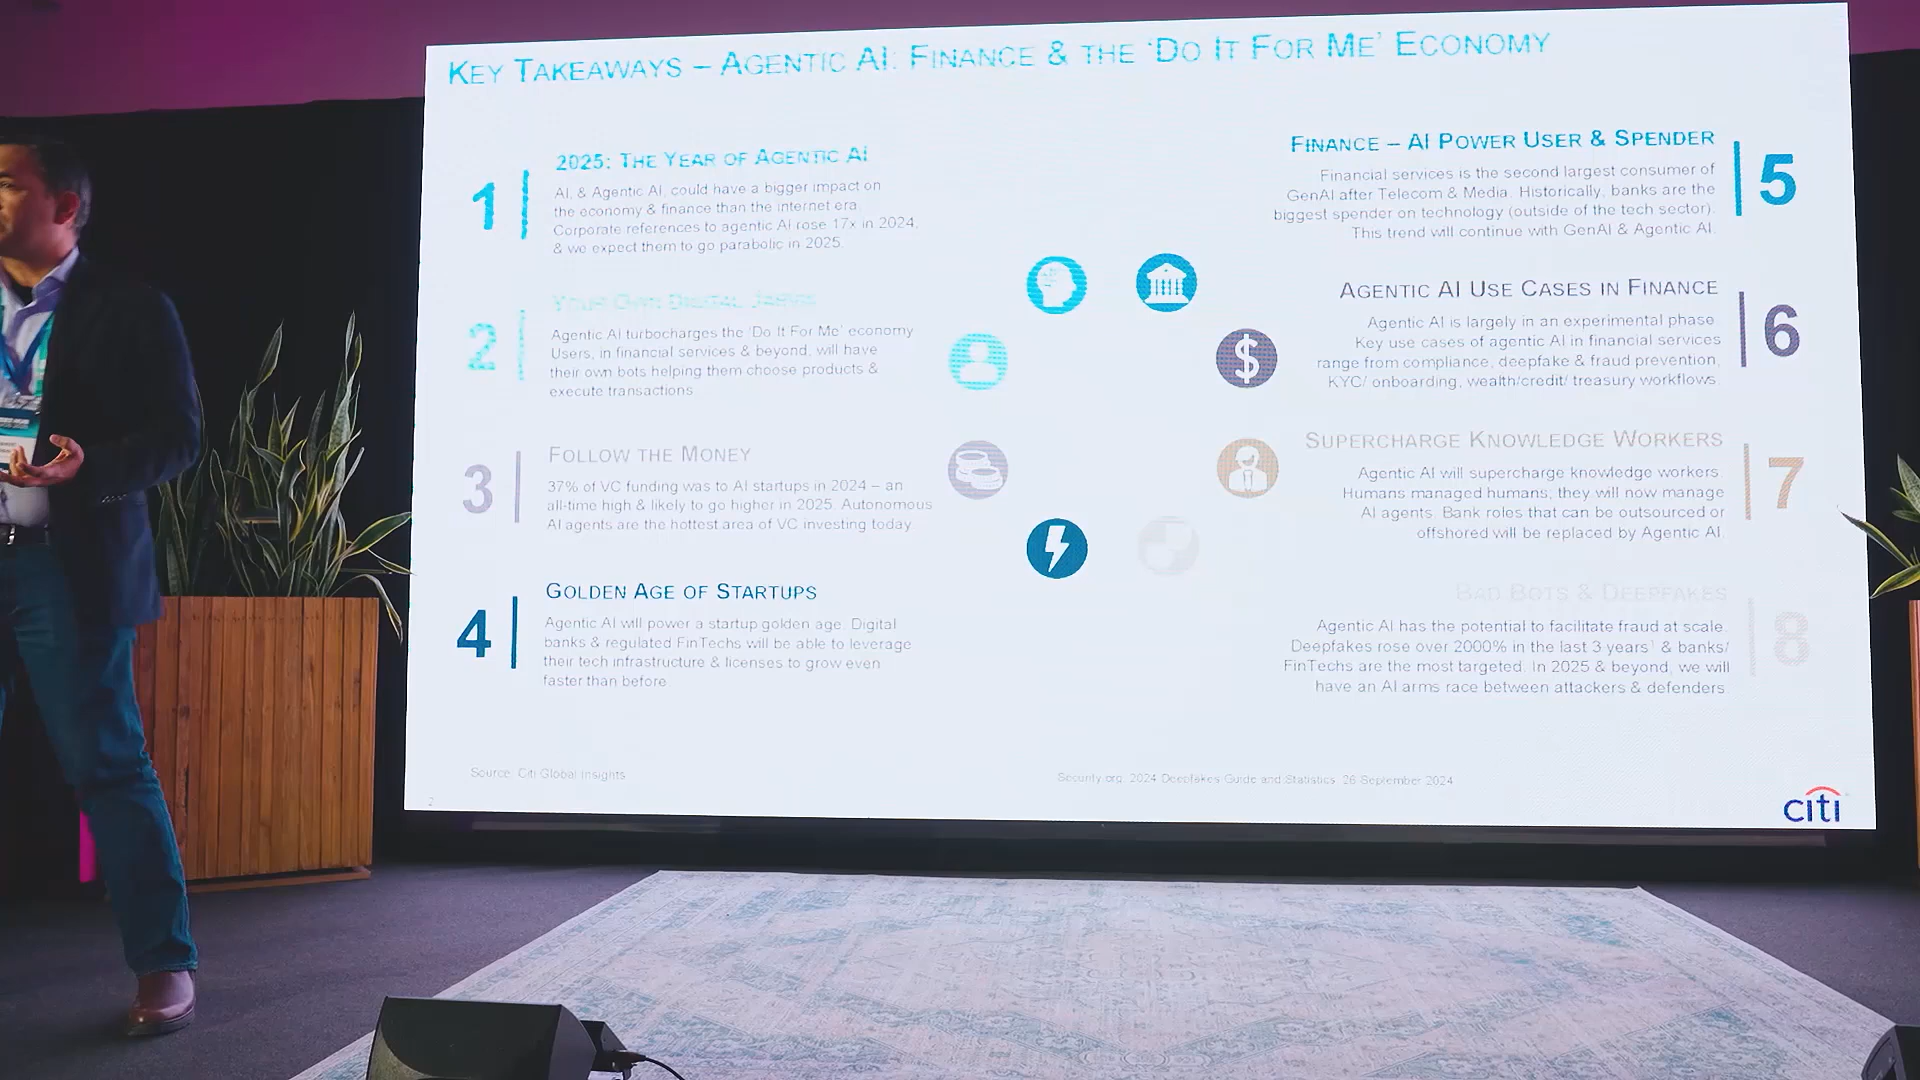 KEY TAKEAWAYS – AGENTIC AI: FINANCE & THE 'DO IT FOR ME' ECONOMY
1
2025: THE YEAR OF AGENTIC AI
AI, & Agentic AI, could have a bigger impact on
the economy & finance than the internet era.
Corporate references to agentic AI rose 17x in 2024,
& we expect them to go parabolic in 2025.
2
YOUR OWN DIGITAL JARVIS
Agentic AI turbocharges the 'Do It For Me' economy
Users, in financial services & beyond, will have
their own bots helping them choose products &
execute transactions
3
FOLLOW THE MONEY
37% of VC funding was to AI startups in 2024 – an
all-time high & likely to go higher in 2025. Autonomous
AI agents are the hottest area of VC investing today
4
GOLDEN AGE OF STARTUPS
Agentic AI will power a startup golden age. Digital
banks & regulated FinTechs will be able to leverage
their tech infrastructure & licenses to grow even
faster than before
5
FINANCE – AI POWER USER & SPENDER
Financial services is the second largest consumer of
GenAI after Telecom & Media. Historically, banks are the
biggest spender on technology (outside of the tech sector).
This trend will continue with GenAI & Agentic AI.
6
AGENTIC AI USE CASES IN FINANCE
Agentic AI is largely in an experimental phase.
Key use cases of agentic AI in financial services
range from compliance, deepfake & fraud prevention,
KYC/ onboarding, wealth/credit/ treasury workflows.
7
SUPERCHARGE KNOWLEDGE WORKERS
Agentic AI will supercharge knowledge workers.
Humans managed humans; they will now manage
AI agents. Bank roles that can be outsourced or
offshored will be replaced by Agentic AI.
8
BAD BOTS & DEEPFAKES
Agentic AI has the potential to facilitate fraud at scale.
Deepfakes rose over 2000% in the last 3 years¹ & banks/
FinTechs are the most targeted. In 2025 & beyond, we will
have an AI arms race between attackers & defenders.
Source: Citi Global Insights
Security.org, 2024 Deepfakes Guide and Statistics, 26 September 2024
2
citi